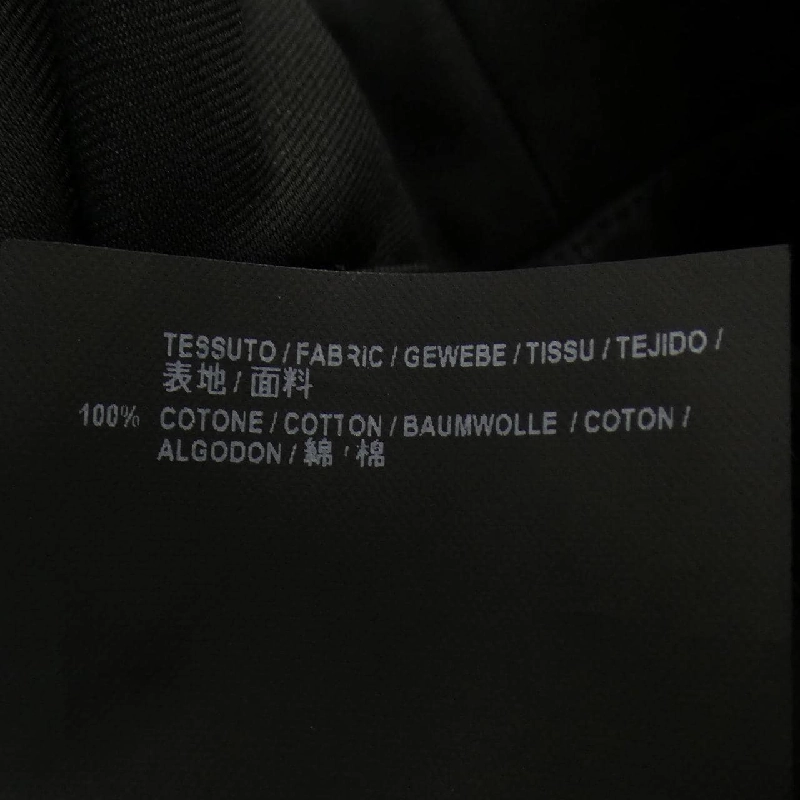 TESSUTO / FABRIC / GEWEBE / TISSU / TEJIDO /
表地 / 面料
100% COTONE / COTTON / BAUMWOLLE / COTON /
ALGODON / 綿 / 棉